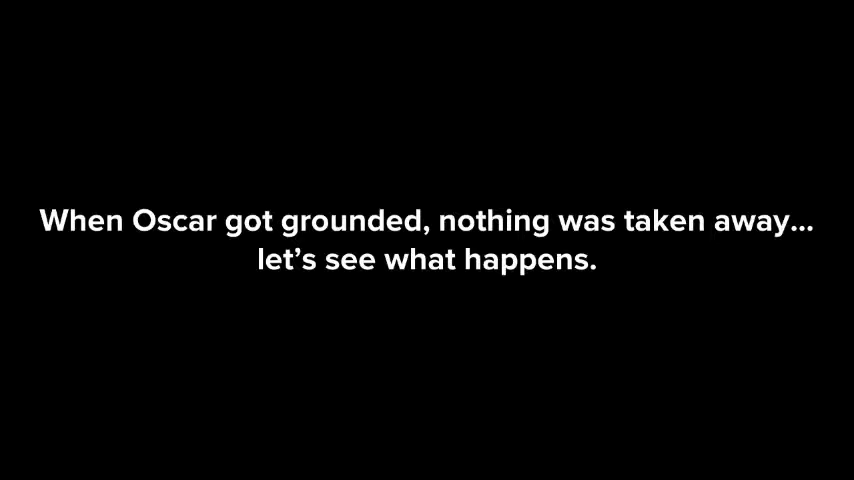 When Oscar got grounded, nothing was taken away...
let’s see what happens.